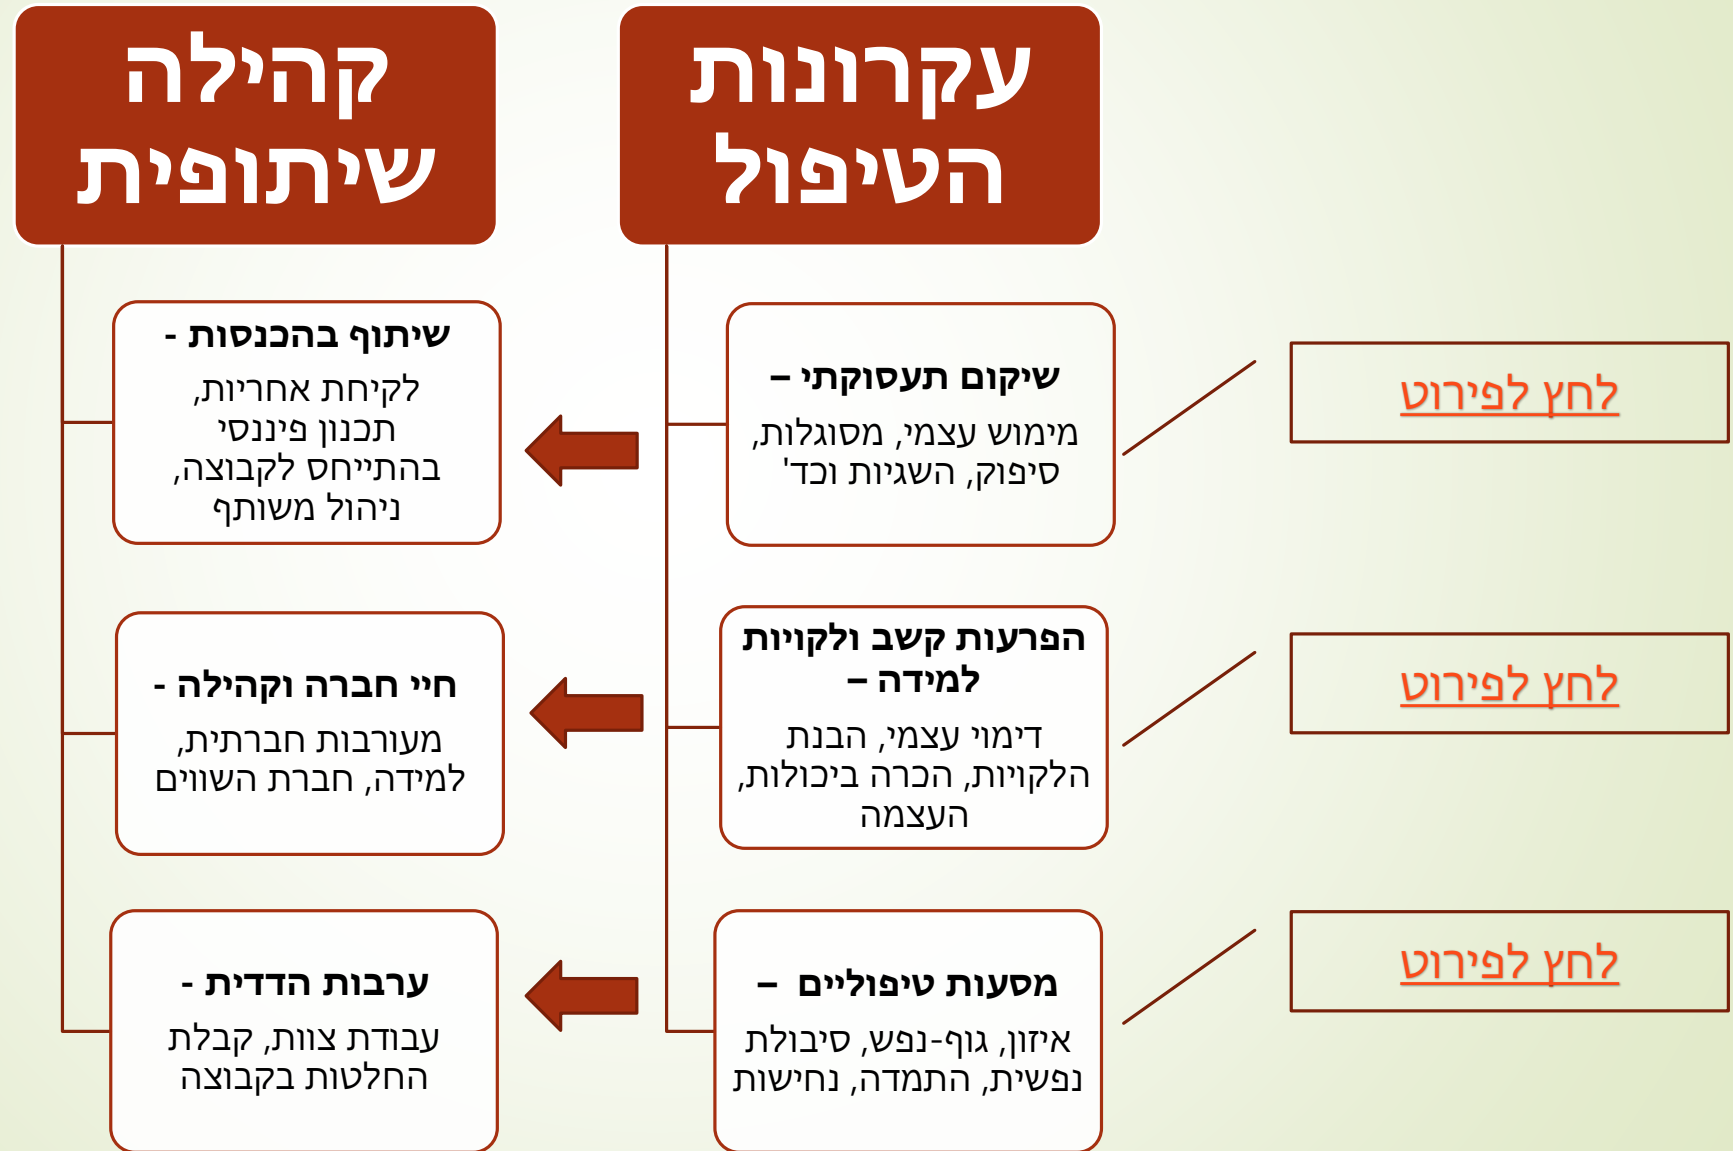 עקרונות
הטיפול
שיקום תעסוקתי –
מימוש עצמי, מסוגלות,
סיפוק, השגיות וכד'
הפרעות קשב ולקויות
למידה –
דימוי עצמי, הבנת
הלקויות, הכרה ביכולות,
העצמה
מסעות טיפוליים –
איזון, גוף-נפש, סיבולת
נפשית, התמדה, נחישות
קהילה
שיתופית
שיתוף בהכנסות -
לקיחת אחריות,
תכנון פיננסי
בהתייחס לקבוצה,
ניהול משותף
חיי חברה וקהילה -
מעורבות חברתית,
למידה, חברת השווים
ערבות הדדית -
עבודת צוות, קבלת
החלטות בקבוצה
לחץ לפירוט
לחץ לפירוט
לחץ לפירוט